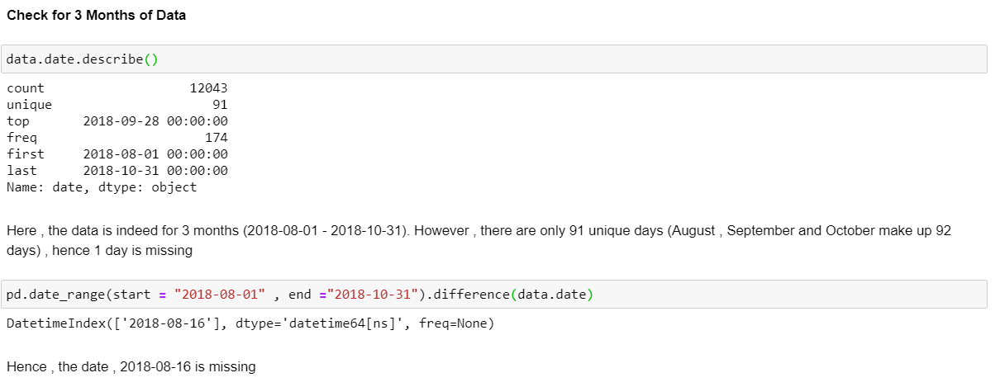 Check for 3 Months of Data
data.date.describe()
count                    12043
unique                      91
top       2018-09-28 00:00:00
freq                       174
first     2018-08-01 00:00:00
last      2018-10-31 00:00:00
Name: date, dtype: object
Here , the data is indeed for 3 months (2018-08-01 - 2018-10-31). However , there are only 91 unique days (August , September and October make up 92
days) , hence 1 day is missing
pd.date_range(start = "2018-08-01" , end ="2018-10-31").difference(data.date)
DatetimeIndex(['2018-08-16'], dtype='datetime64[ns]', freq=None)
Hence , the date , 2018-08-16 is missing